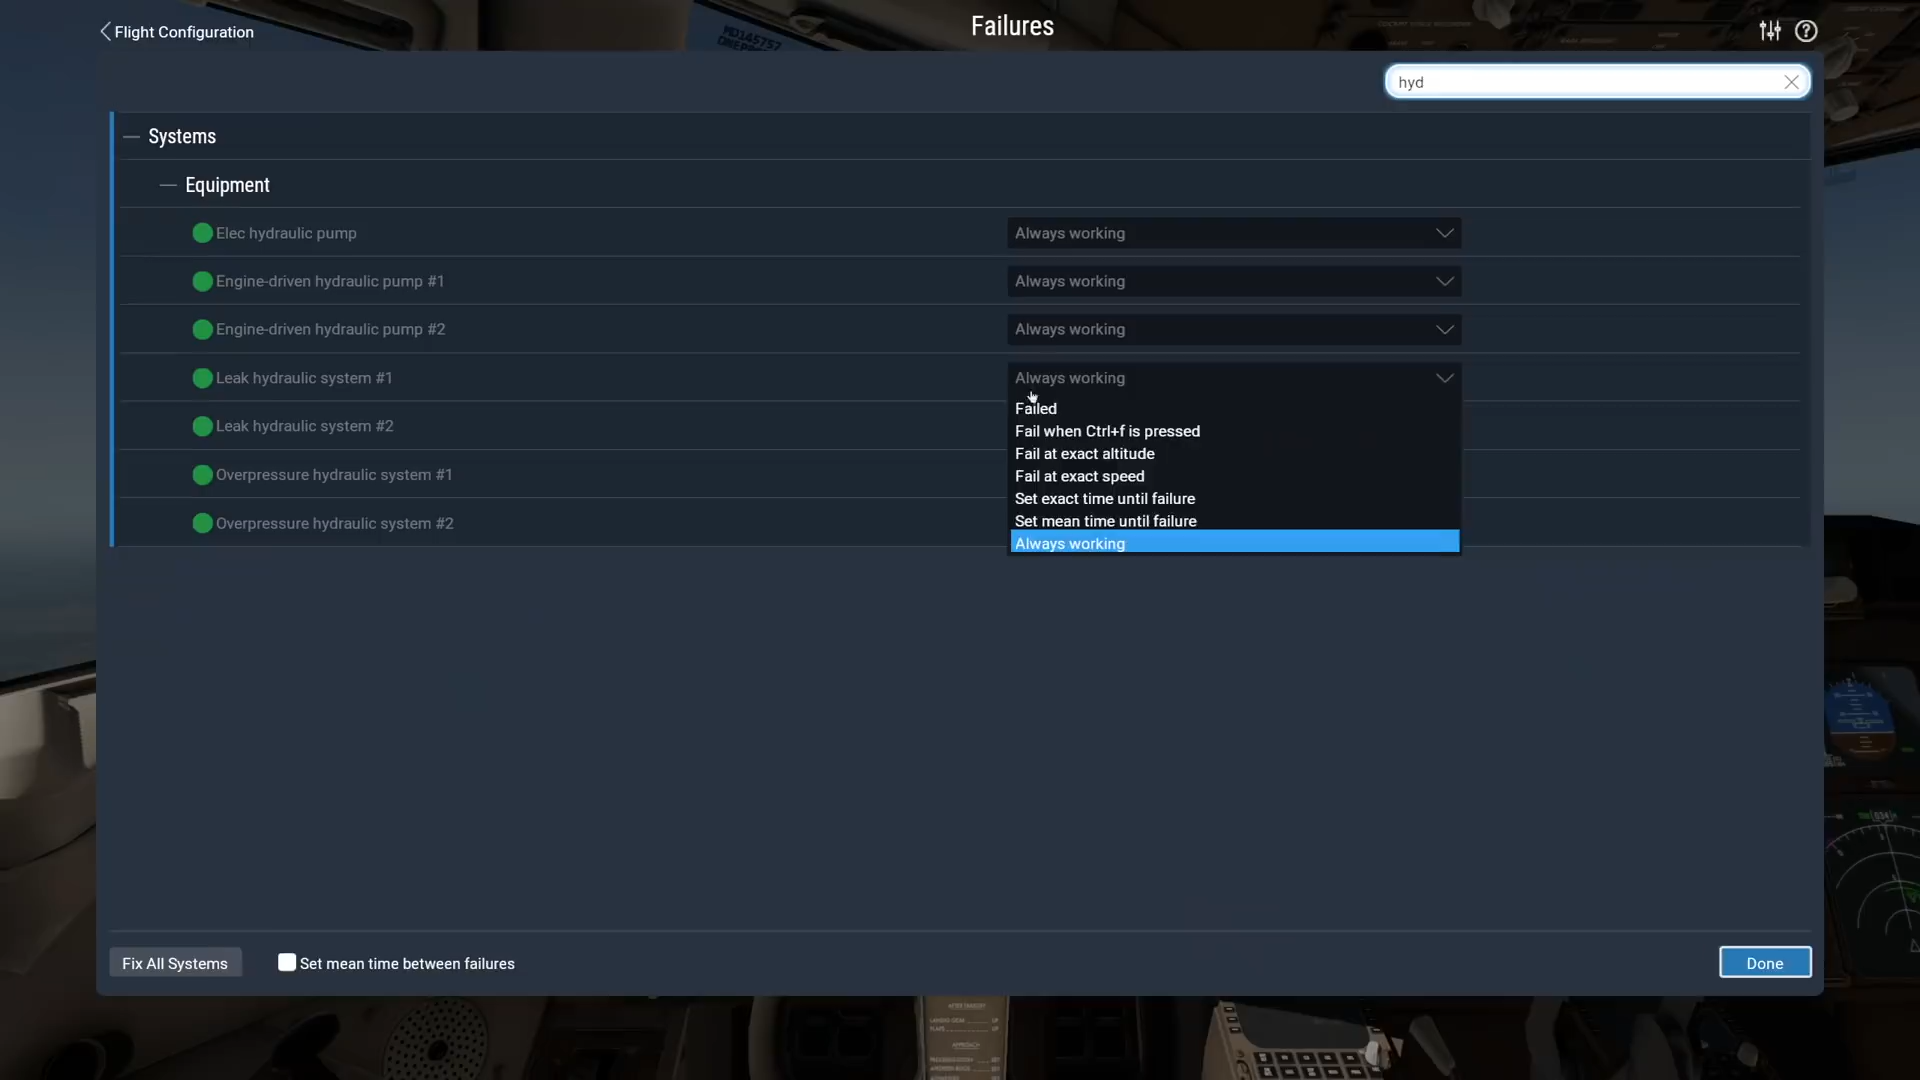 Flight Configuration
Failures
hyd
Systems
Equipment
Elec hydraulic pump
Always working
Engine-driven hydraulic pump #1
Always working
Engine-driven hydraulic pump #2
Always working
Leak hydraulic system #1
Always working
Failed
Leak hydraulic system #2
Fail when Ctrl+f is pressed
Fail at exact altitude
Overpressure hydraulic system #1
Fail at exact speed
Set exact time until failure
Overpressure hydraulic system #2
Set mean time until failure
Always working
Fix All Systems
Set mean time between failures
Done